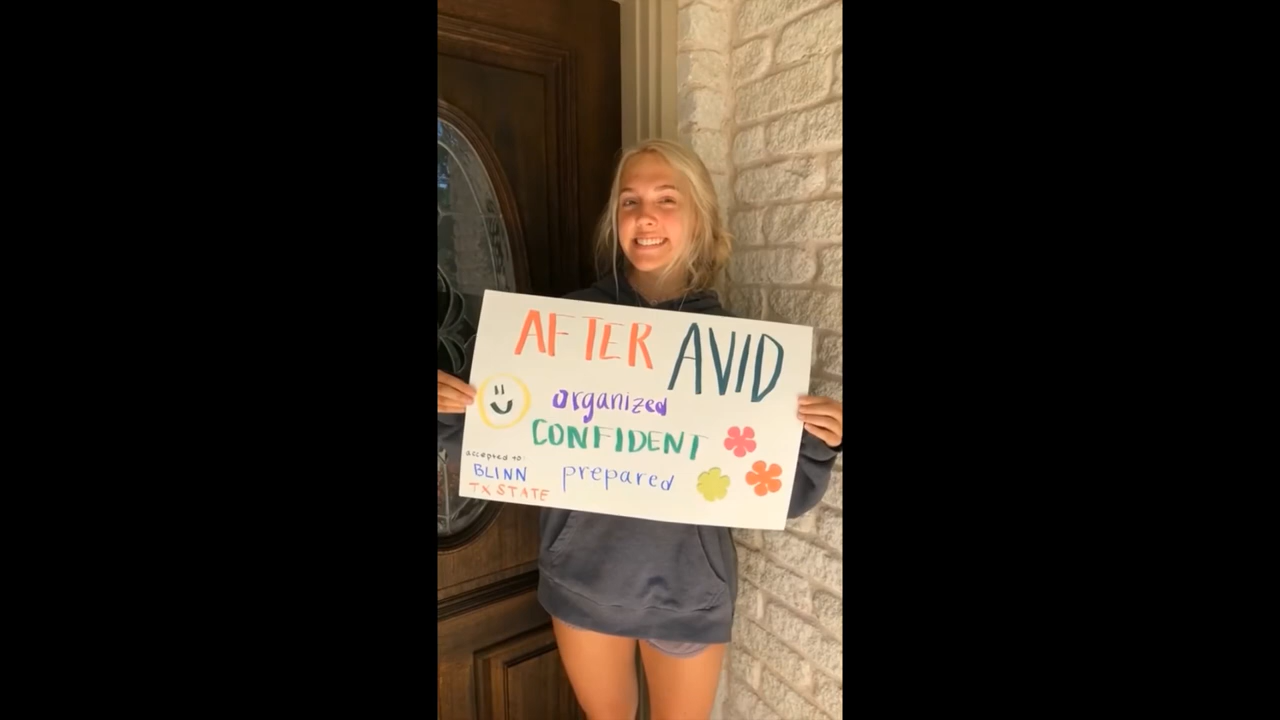 AFTER AVID
organized
CONFIDENT
accepted to:
BLINN
TX STATE
prepared